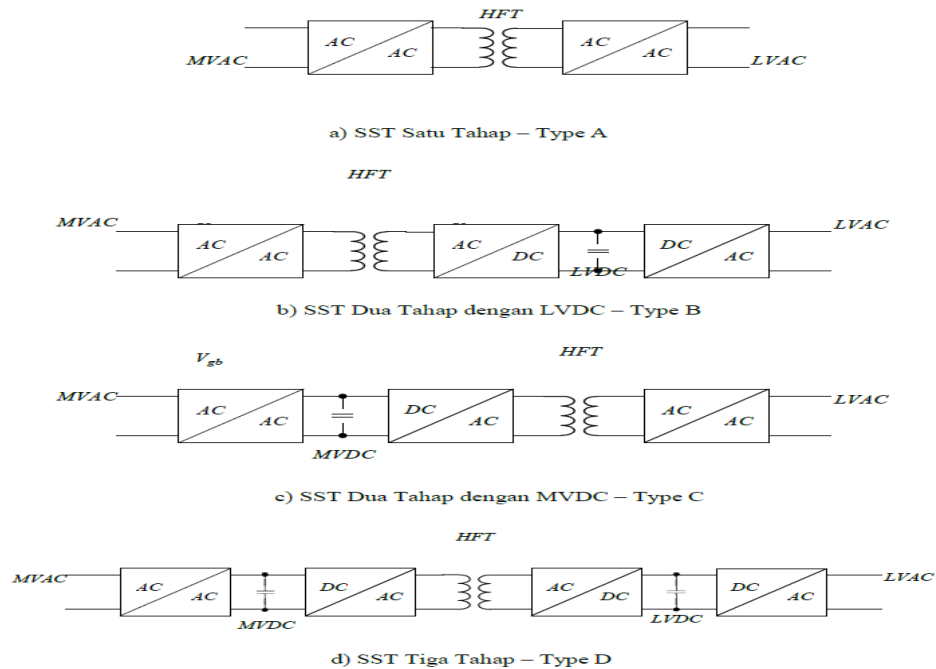 HFT
AC AC AC AC
MVAC LVAC
a) SST Satu Tahap – Type A
HFT
MVAC LVAC
AC AC AC DC DC AC
LVDC
b) SST Dua Tahap dengan LVDC – Type B
V_gb HFT
MVAC LVAC
AC AC DC AC AC AC
MVDC
c) SST Dua Tahap dengan MVDC – Type C
HFT
MVAC LVAC
AC AC DC AC AC DC DC AC
MVDC LVDC
d) SST Tiga Tahap – Type D